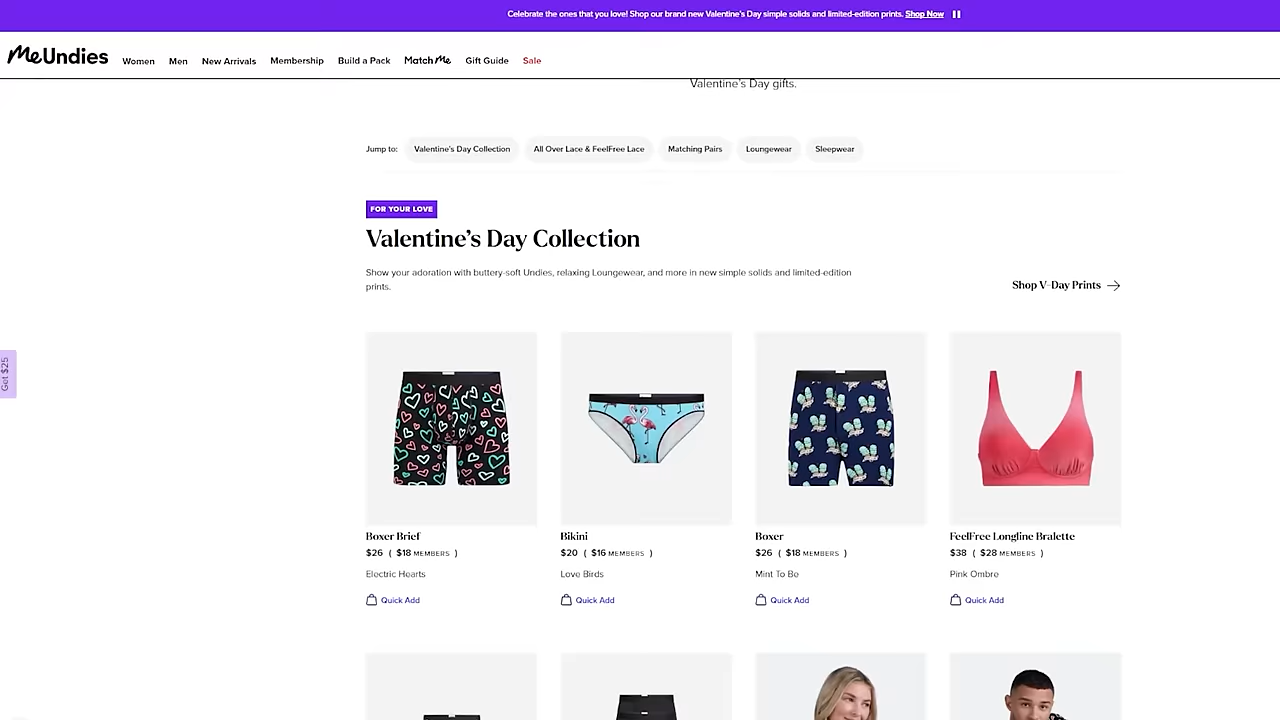 Celebrate the ones that you love! Shop our brand new Valentine's Day simple solids and limited-edition prints. Shop Now
MeUndies
Women
Men
New Arrivals
Membership
Build a Pack
MatchMe
Gift Guide
Sale
Valentine's Day gifts.
Jump to:
Valentine's Day Collection
All Over Lace & FeelFree Lace
Matching Pairs
Loungewear
Sleepwear
FOR YOUR LOVE
Valentine's Day Collection
Show your adoration with buttery-soft Undies, relaxing Loungewear, and more in new simple solids and limited-edition
prints.
Shop V-Day Prints
Get $25
Boxer Brief
$26 ( $18 MEMBERS )
Electric Hearts
Quick Add
Bikini
$20 ( $16 MEMBERS )
Love Birds
Quick Add
Boxer
$26 ( $18 MEMBERS )
Mint To Be
Quick Add
FeelFree Longline Bralette
$38 ( $28 MEMBERS )
Pink Ombre
Quick Add